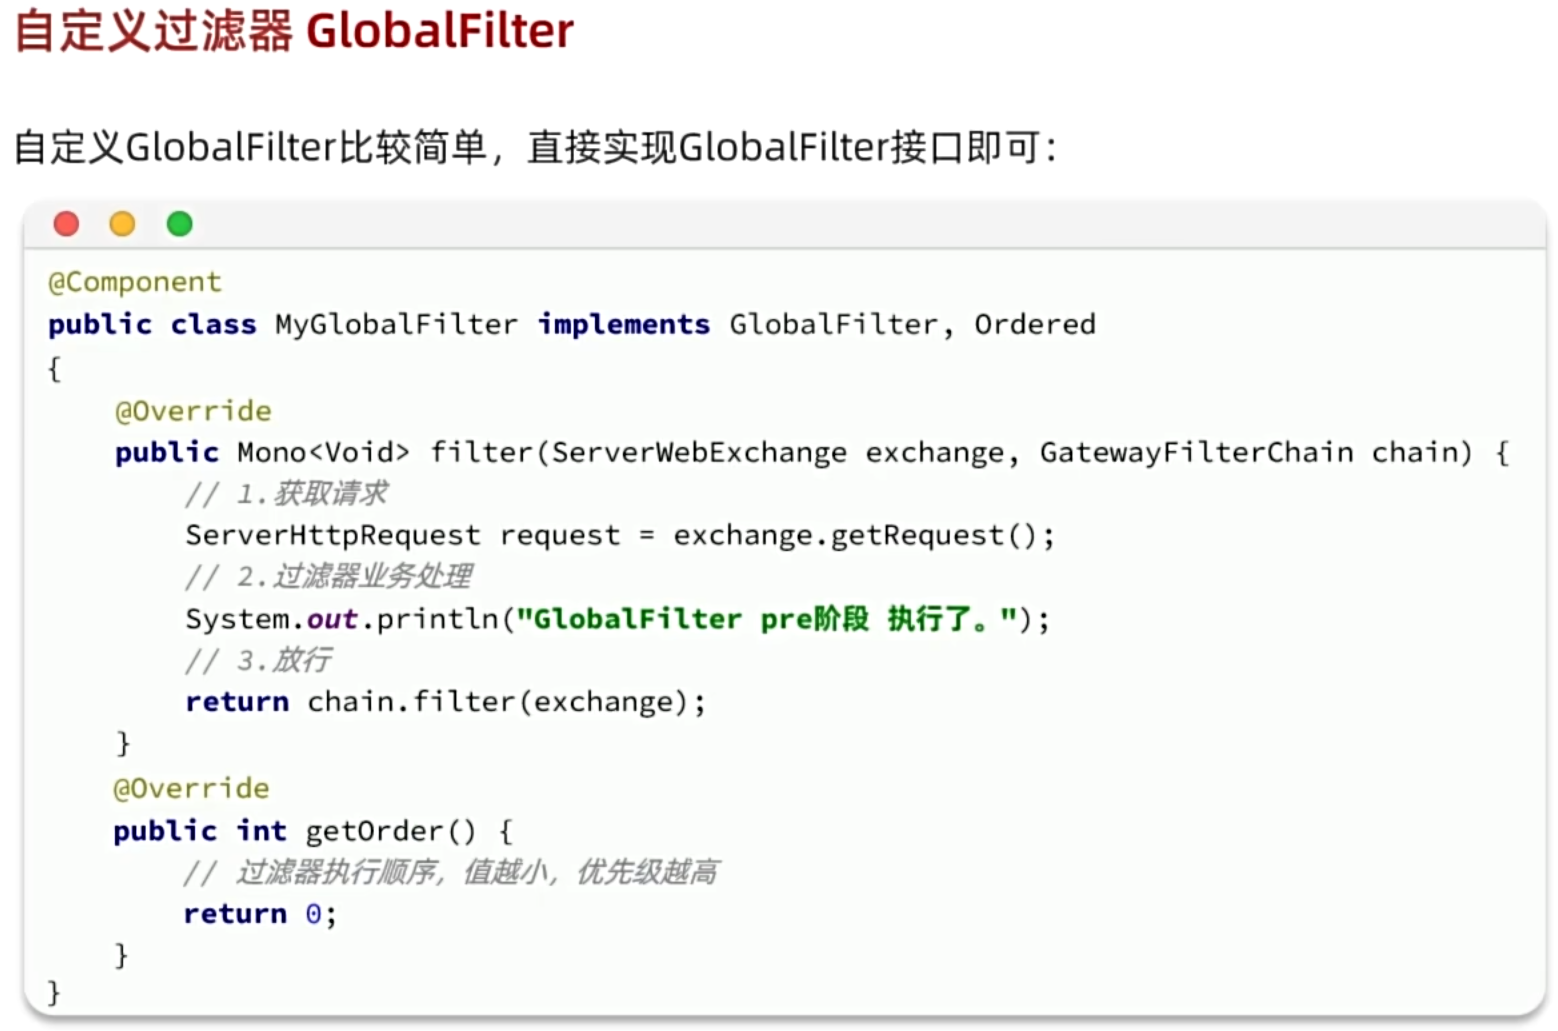 自定义过滤器 GlobalFilter
自定义GlobalFilter比较简单，直接实现GlobalFilter接口即可：
@Component
public class MyGlobalFilter implements GlobalFilter, Ordered
{
    @Override
    public Mono<Void> filter(ServerWebExchange exchange, GatewayFilterChain chain) {
        // 1.获取请求
        ServerHttpRequest request = exchange.getRequest();
        // 2.过滤器业务处理
        System.out.println("GlobalFilter pre阶段 执行了。");
        // 3.放行
        return chain.filter(exchange);
    }
    @Override
    public int getOrder() {
        // 过滤器执行顺序，值越小，优先级越高
        return 0;
    }
}